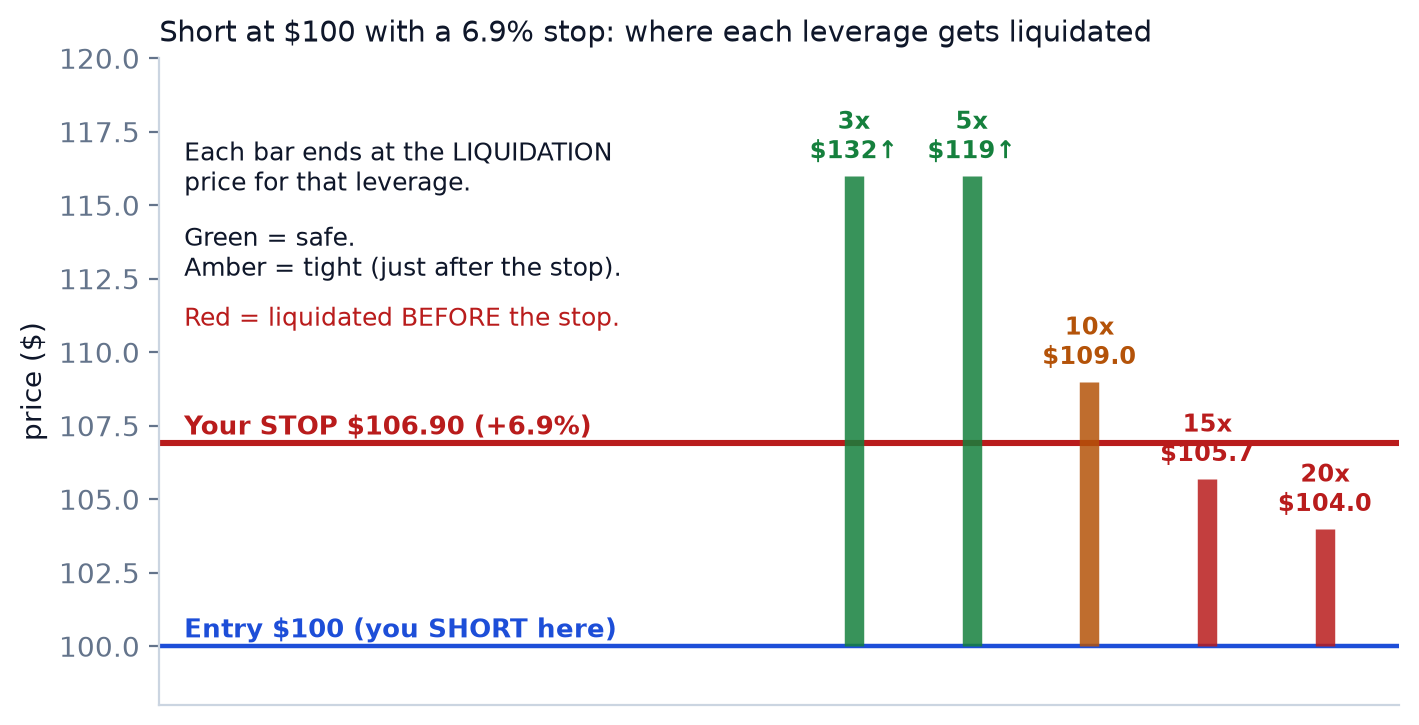 Short at $100 with a 6.9% stop: where each leverage gets liquidated
price ($)
120.0
117.5
115.0
112.5
110.0
107.5
105.0
102.5
100.0
Each bar ends at the LIQUIDATION
price for that leverage.
Green = safe.
Amber = tight (just after the stop).
Red = liquidated BEFORE the stop.
Your STOP $106.90 (+6.9%)
Entry $100 (you SHORT here)
3x
$132↑
5x
$119↑
10x
$109.0
15x
$105.7
20x
$104.0